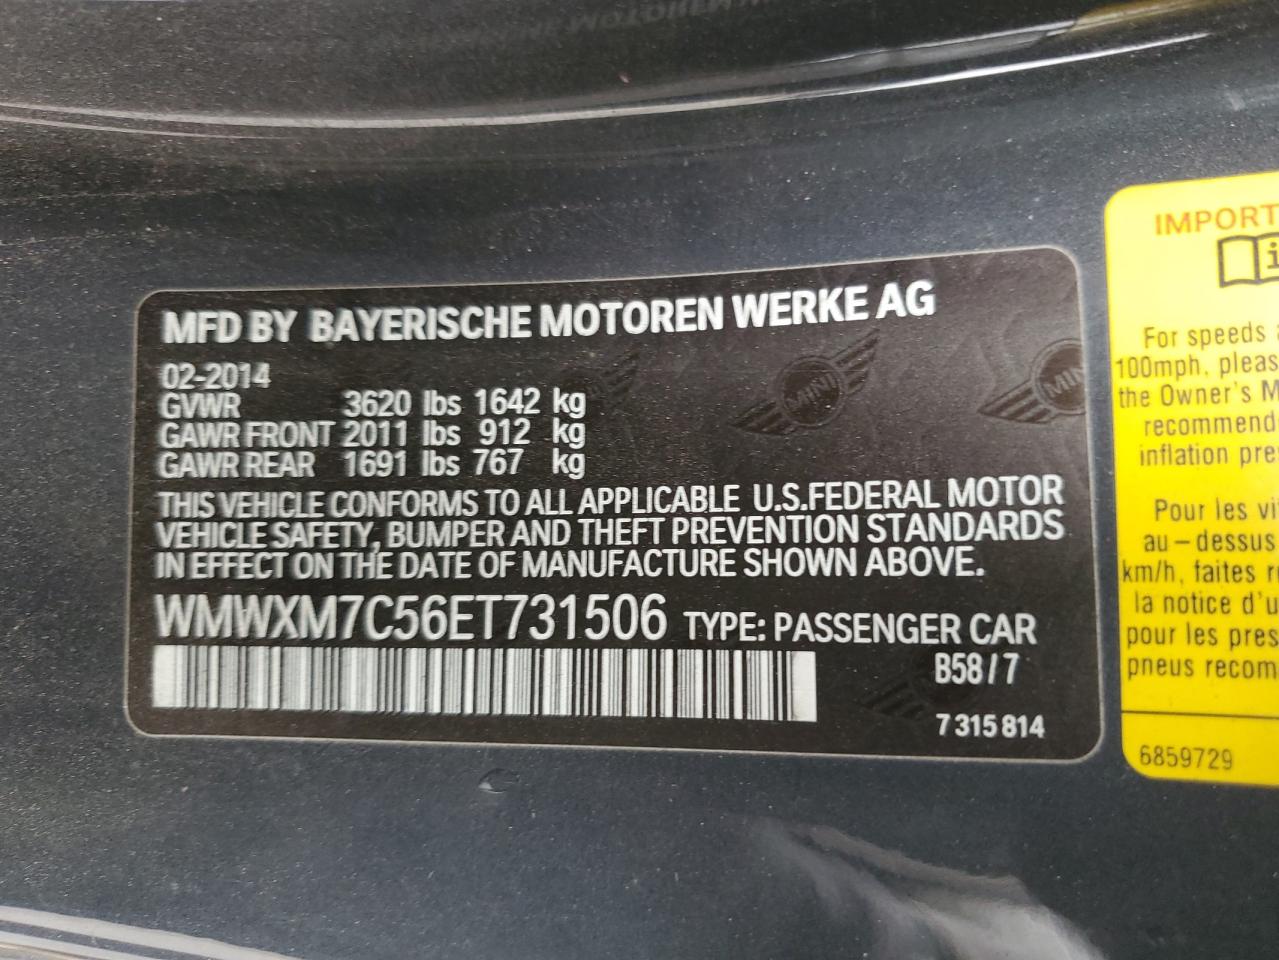 MFD BY BAYERISCHE MOTOREN WERKE AG
02-2014
GVWR 3620 lbs 1642 kg
GAWR FRONT 2011 lbs 912 kg
GAWR REAR 1691 lbs 767 kg
THIS VEHICLE CONFORMS TO ALL APPLICABLE U.S.FEDERAL MOTOR
VEHICLE SAFETY, BUMPER AND THEFT PREVENTION STANDARDS
IN EFFECT ON THE DATE OF MANUFACTURE SHOWN ABOVE.
WMWXM7C56ET731506 TYPE: PASSENGER CAR
B58/7
7 315 814
MINI
MINI
IMPORT
i
For speeds
100mph, pleas
the Owner's M
recommend
inflation pre
Pour les vi
au-dessus
km/h, faites r
la notice d'u
pour les pres
pneus recom
6859729